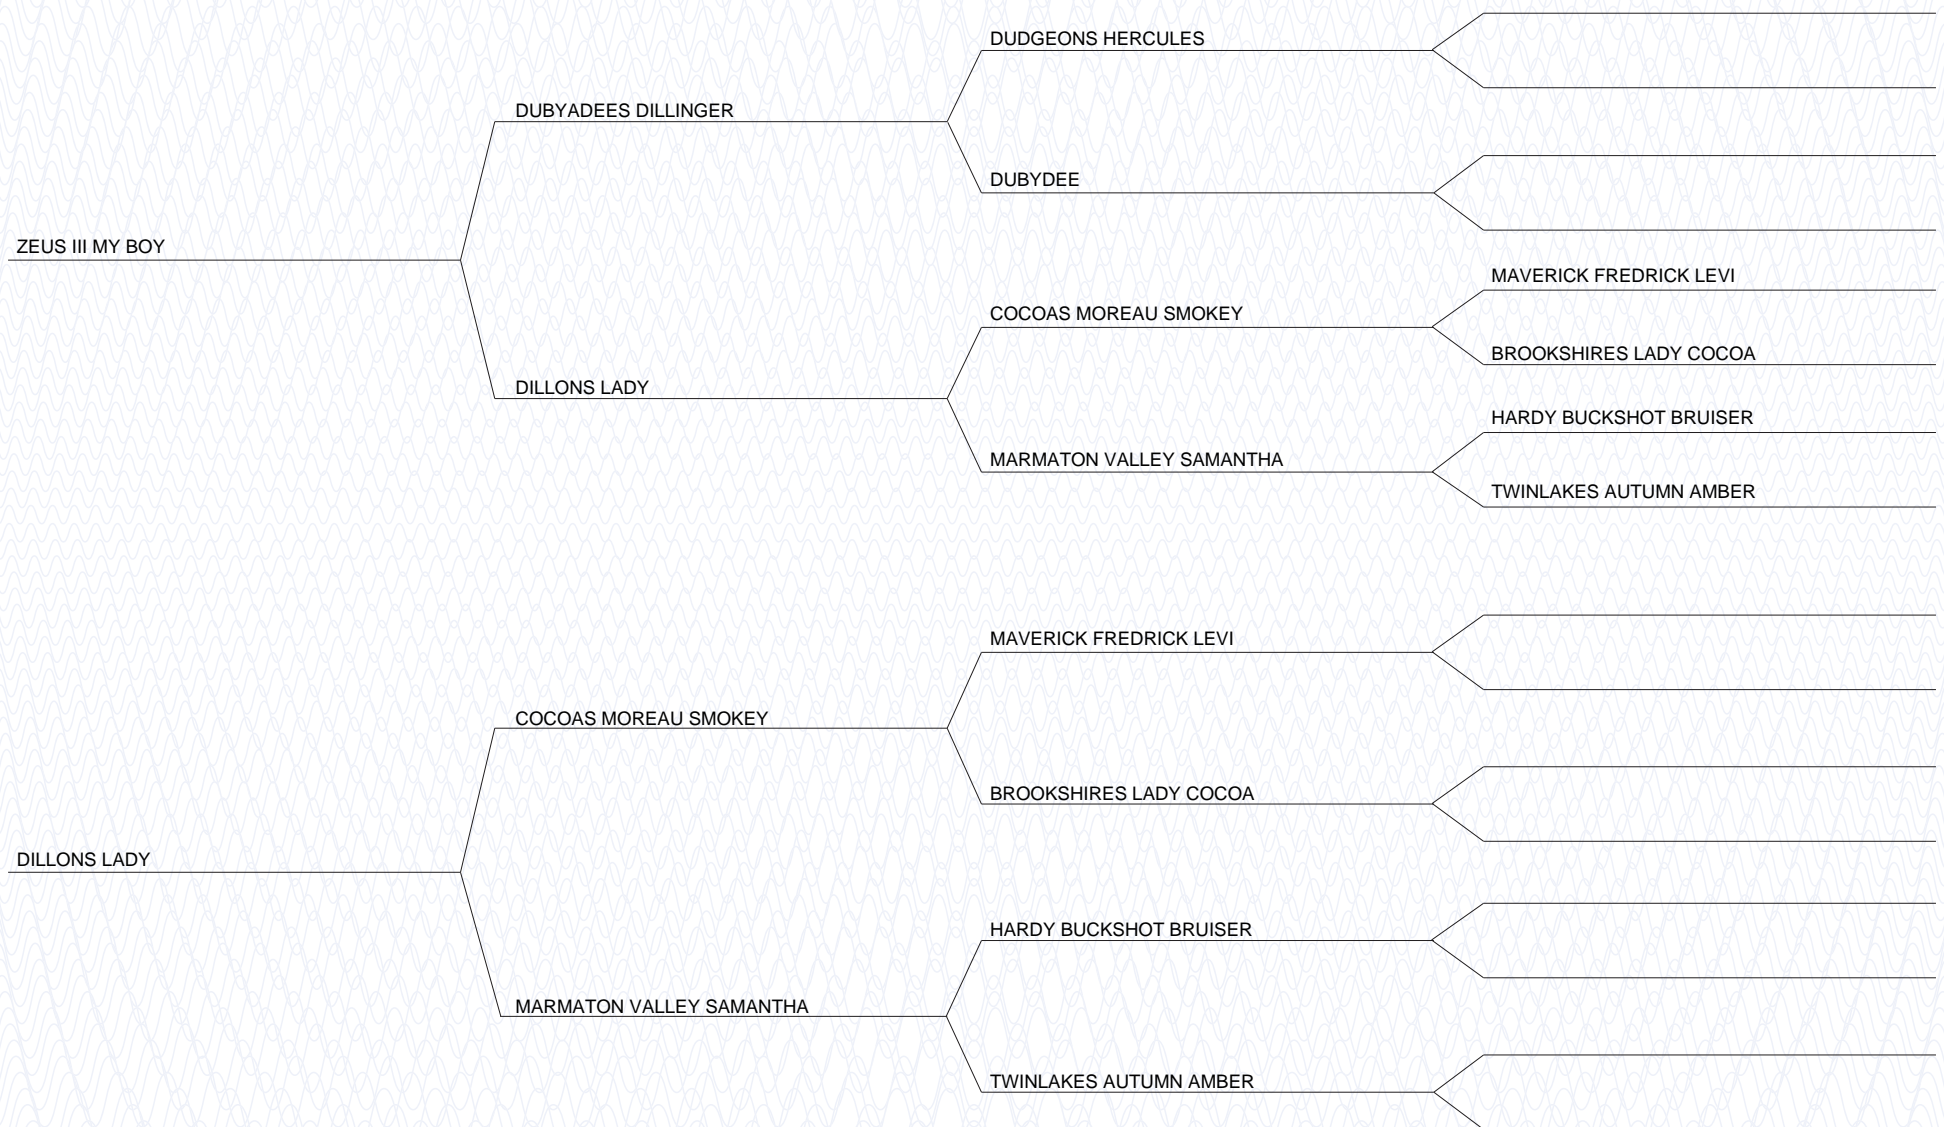 DUDGEONS HERCULES
DUBYADEES DILLINGER
DUBYDEE
ZEUS III MY BOY
MAVERICK FREDRICK LEVI
COCOAS MOREAU SMOKEY
BROOKSHIRES LADY COCOA
DILLONS LADY
HARDY BUCKSHOT BRUISER
MARMATON VALLEY SAMANTHA
TWINLAKES AUTUMN AMBER
MAVERICK FREDRICK LEVI
COCOAS MOREAU SMOKEY
BROOKSHIRES LADY COCOA
DILLONS LADY
HARDY BUCKSHOT BRUISER
MARMATON VALLEY SAMANTHA
TWINLAKES AUTUMN AMBER